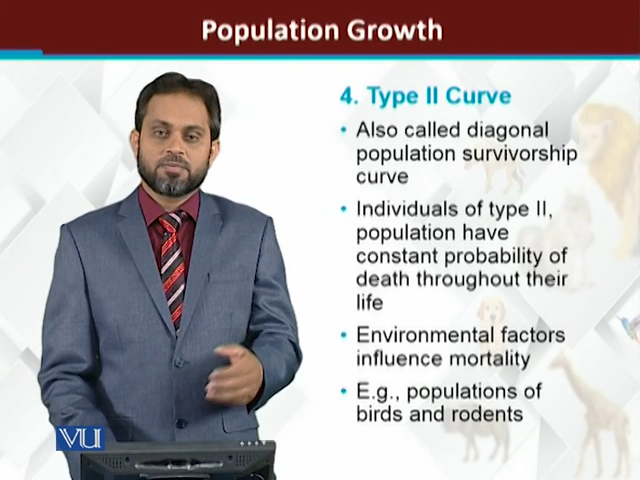 Population Growth
4. Type II Curve
• Also called diagonal
population survivorship
curve
• Individuals of type II,
population have
constant probability of
death throughout their
life
• Environmental factors
influence mortality
• E.g., populations of
birds and rodents
VU